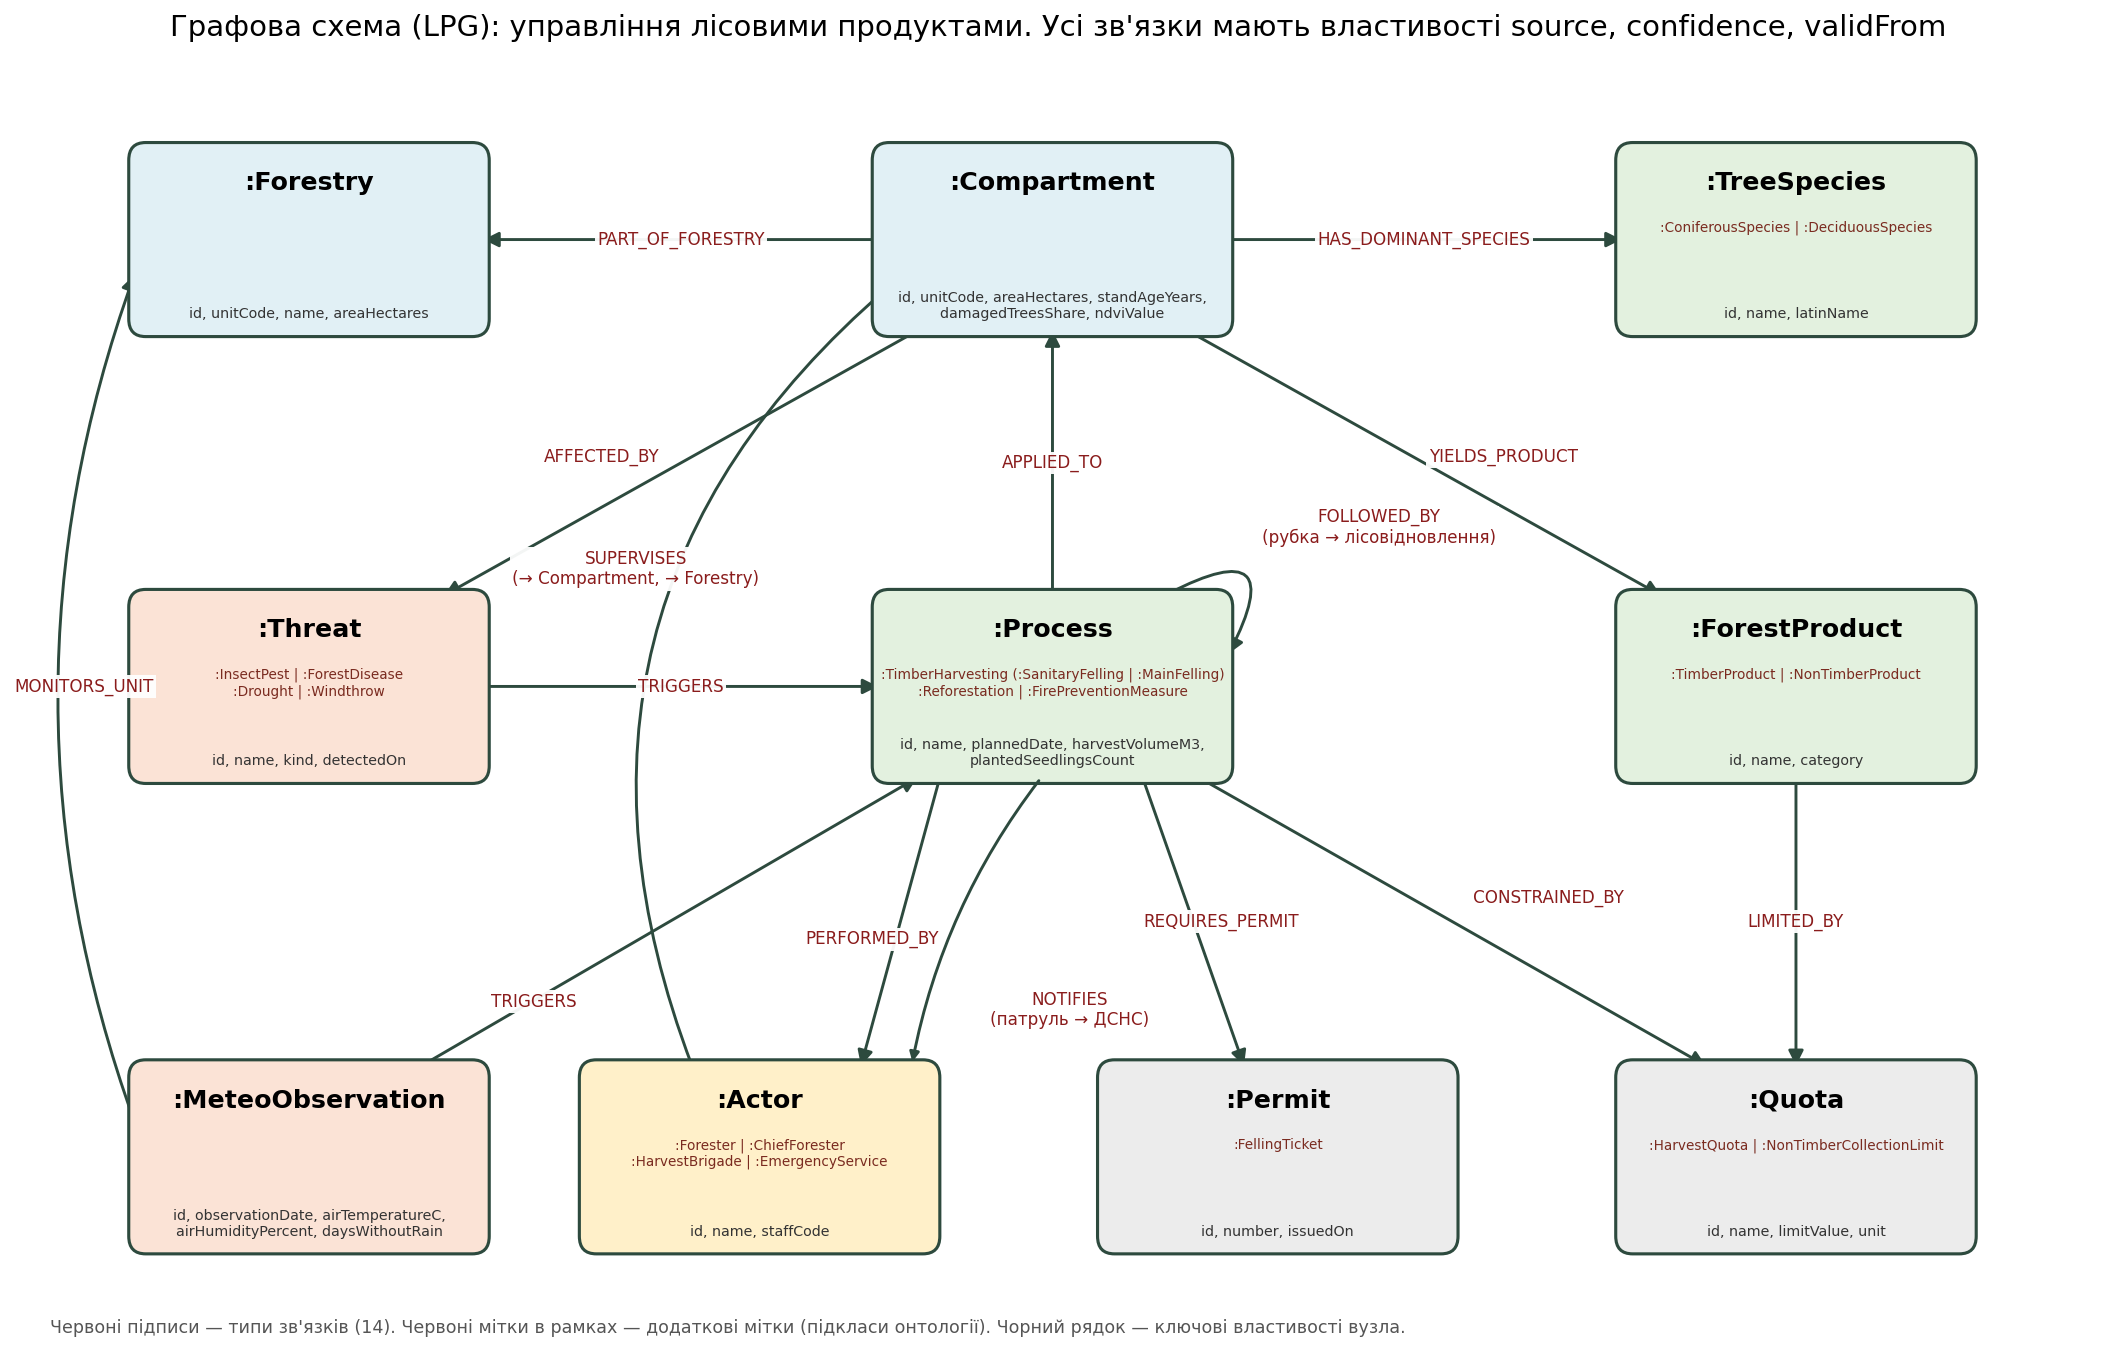 Графова схема (LPG): управління лісовими продуктами. Усі зв'язки мають властивості source, confidence, validFrom
:Forestry
id, unitCode, name, areaHectares
PART_OF_FORESTRY
:Compartment
id, unitCode, areaHectares, standAgeYears,
damagedTreesShare, ndviValue
HAS_DOMINANT_SPECIES
:TreeSpecies
:ConiferousSpecies | :DeciduousSpecies
id, name, latinName
AFFECTED_BY
APPLIED_TO
YIELDS_PRODUCT
FOLLOWED_BY
(рубка → лісовідновлення)
SUPERVISES
(→ Compartment, → Forestry)
MONITORS_UNIT
:Threat
:InsectPest | :ForestDisease
:Drought | :Windthrow
id, name, kind, detectedOn
TRIGGERS
:Process
:TimberHarvesting (:SanitaryFelling | :MainFelling)
:Reforestation | :FirePreventionMeasure
id, name, plannedDate, harvestVolumeM3,
plantedSeedlingsCount
:ForestProduct
:TimberProduct | :NonTimberProduct
id, name, category
TRIGGERS
PERFORMED_BY
NOTIFIES
(патруль → ДСНС)
REQUIRES_PERMIT
CONSTRAINED_BY
LIMITED_BY
:MeteoObservation
id, observationDate, airTemperatureC,
airHumidityPercent, daysWithoutRain
:Actor
:Forester | :ChiefForester
:HarvestBrigade | :EmergencyService
id, name, staffCode
:Permit
:FellingTicket
id, number, issuedOn
:Quota
:HarvestQuota | :NonTimberCollectionLimit
id, name, limitValue, unit
Червоні підписи — типи зв'язків (14). Червоні мітки в рамках — додаткові мітки (підкласи онтології). Чорний рядок — ключові властивості вузла.